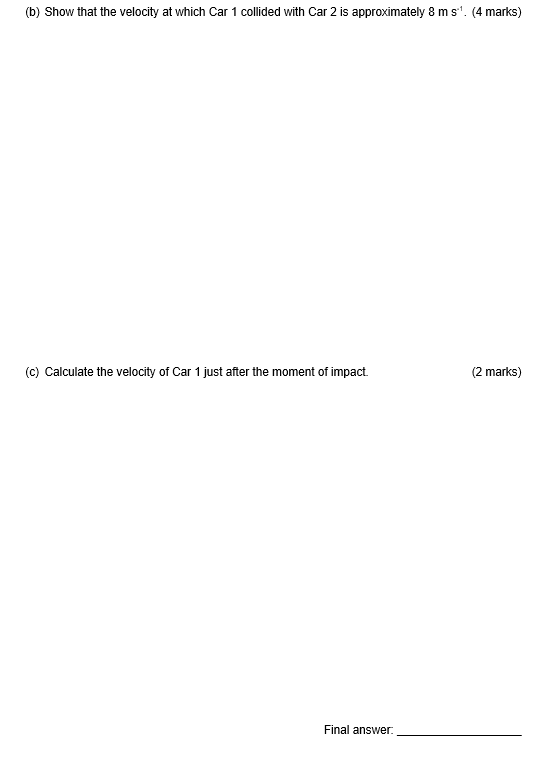 (b) Show that the velocity at which Car 1 collided with Car 2 is approximately 8 m s⁻¹. (4 marks)
(c) Calculate the velocity of Car 1 just after the moment of impact. (2 marks)
Final answer: ____________________